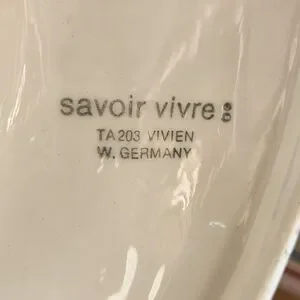 savoir vivre
TA203 VIVIEN
W. GERMANY